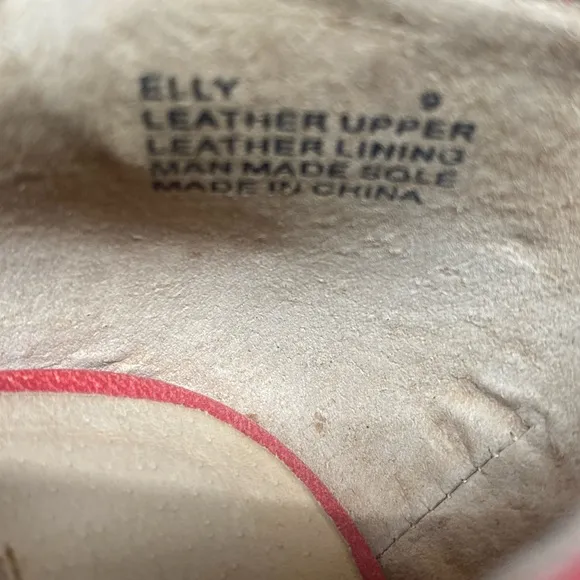 ELLY 9
LEATHER UPPER
LEATHER LINING
MAN MADE SOLE
MADE IN CHINA